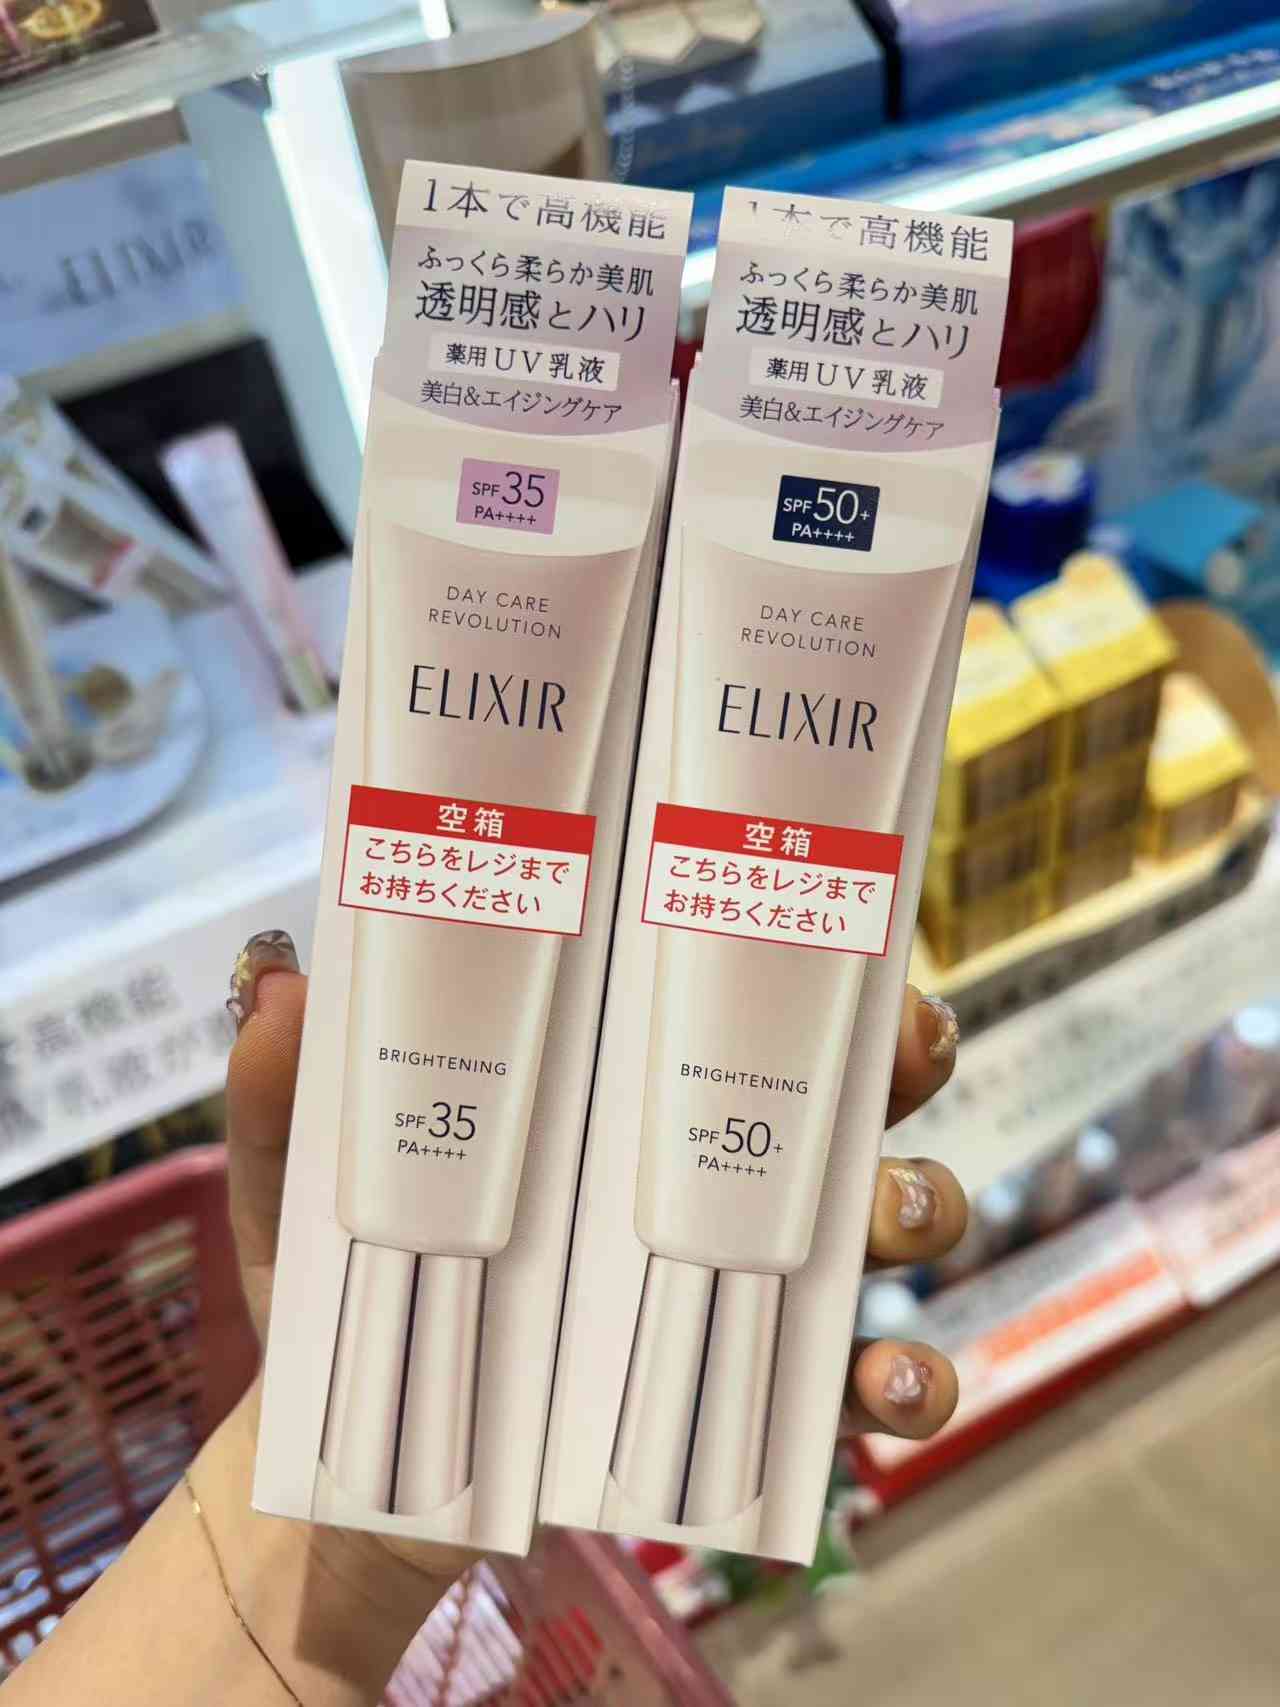 1本で高機能
ふっくら柔らか美肌
透明感とハリ
薬用UV乳液
美白&エイジングケア
SPF35
PA++++
DAY CARE
REVOLUTION
ELIXIR
空箱
こちらをレジまで
お持ちください
BRIGHTENING
SPF35
PA++++
1本で高機能
ふっくら柔らか美肌
透明感とハリ
薬用UV乳液
美白&エイジングケア
SPF50+
PA++++
DAY CARE
REVOLUTION
ELIXIR
空箱
こちらをレジまで
お持ちください
BRIGHTENING
SPF50+
PA++++
ELIXIR
高機能